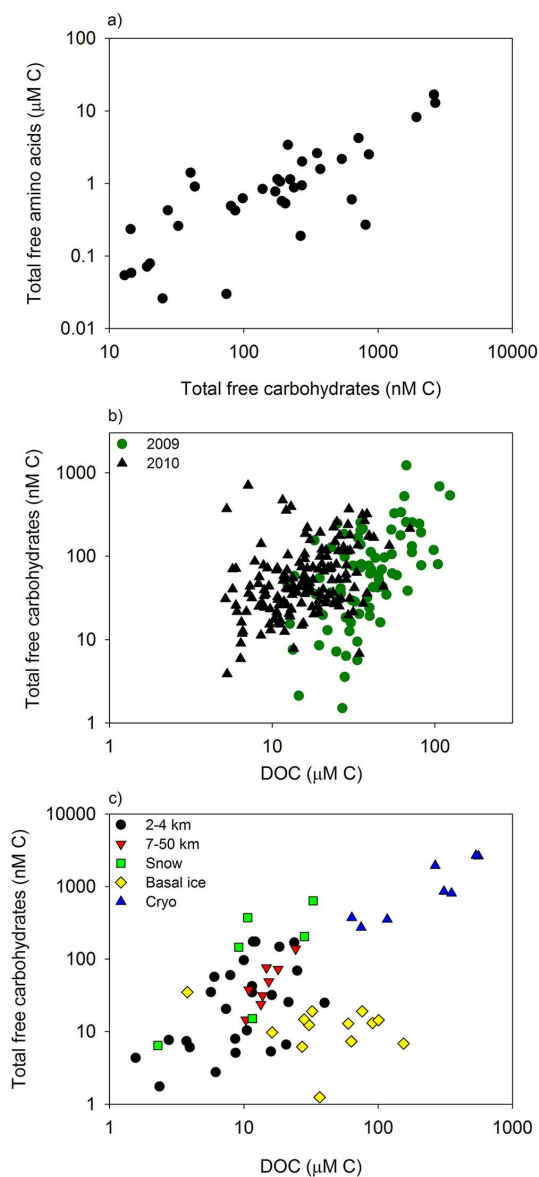 a)
100
10
1
0.1
0.01
Total free amino acids (μM C)
10 100 1000 10000
Total free carbohydrates (nM C)
b)
2009
2010
1000
100
10
1
Total free carbohydrates (nM C)
1 10 100
DOC (μM C)
c)
10000
1000
100
10
1
2-4 km
7-50 km
Snow
Basal ice
Cryo
Total free carbohydrates (nM C)
1 10 100 1000
DOC (μM C)